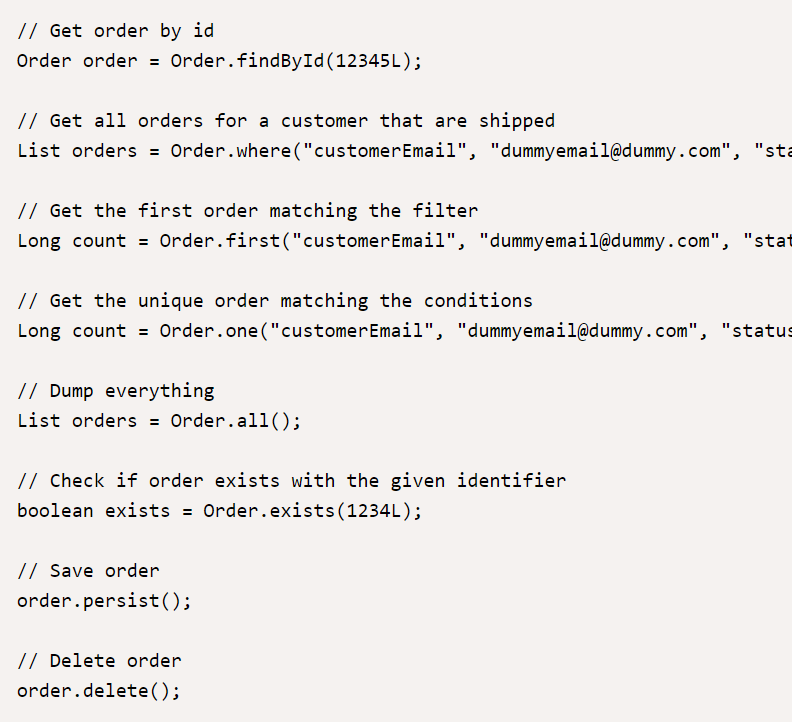 // Get order by id
Order order = Order.findById(12345L);
// Get all orders for a customer that are shipped
List orders = Order.where("customerEmail", "dummyemail@dummy.com", "sta
// Get the first order matching the filter
Long count = Order.first("customerEmail", "dummyemail@dummy.com", "stat
// Get the unique order matching the conditions
Long count = Order.one("customerEmail", "dummyemail@dummy.com", "status
// Dump everything
List orders = Order.all();
// Check if order exists with the given identifier
boolean exists = Order.exists(1234L);
// Save order
order.persist();
// Delete order
order.delete();